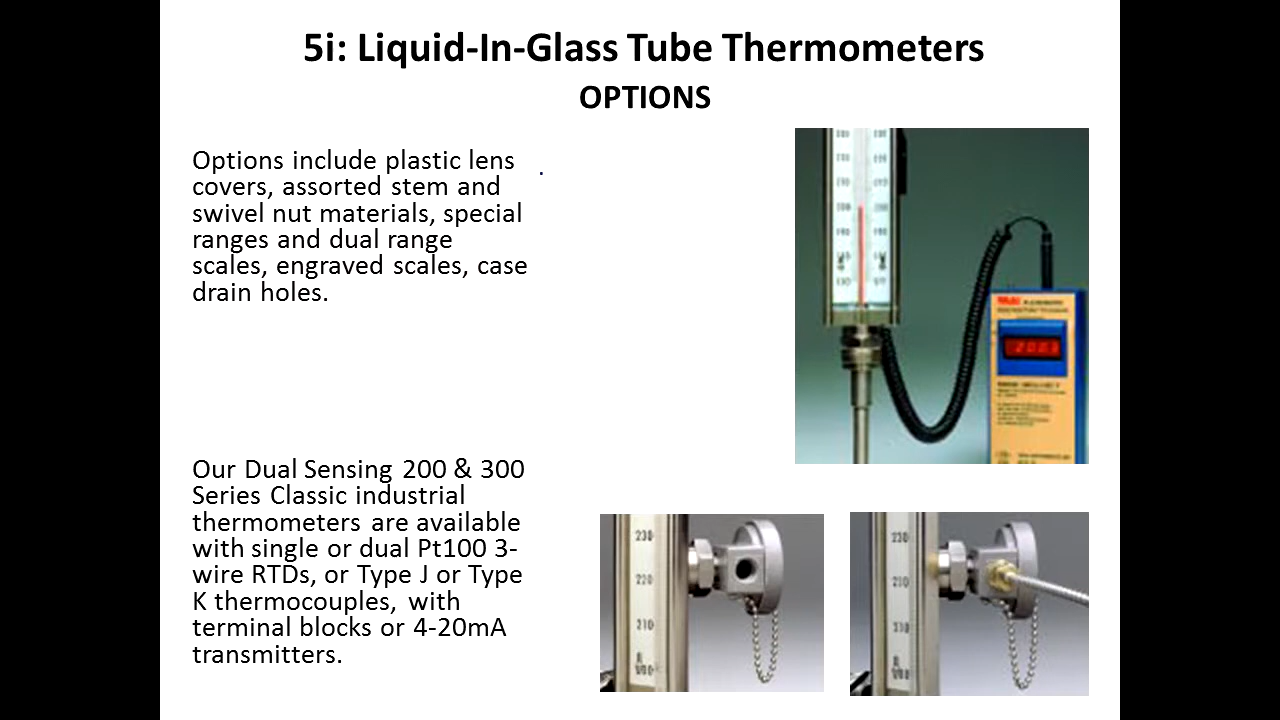 5i: Liquid-In-Glass Tube Thermometers
OPTIONS
Options include plastic lens
covers, assorted stem and
swivel nut materials, special
ranges and dual range
scales, engraved scales, case
drain holes.
.
Our Dual Sensing 200 & 300
Series Classic industrial
thermometers are available
with single or dual Pt100 3-
wire RTDs, or Type J or Type
K thermocouples, with
terminal blocks or 4-20mA
transmitters.
230
220
210
230
210